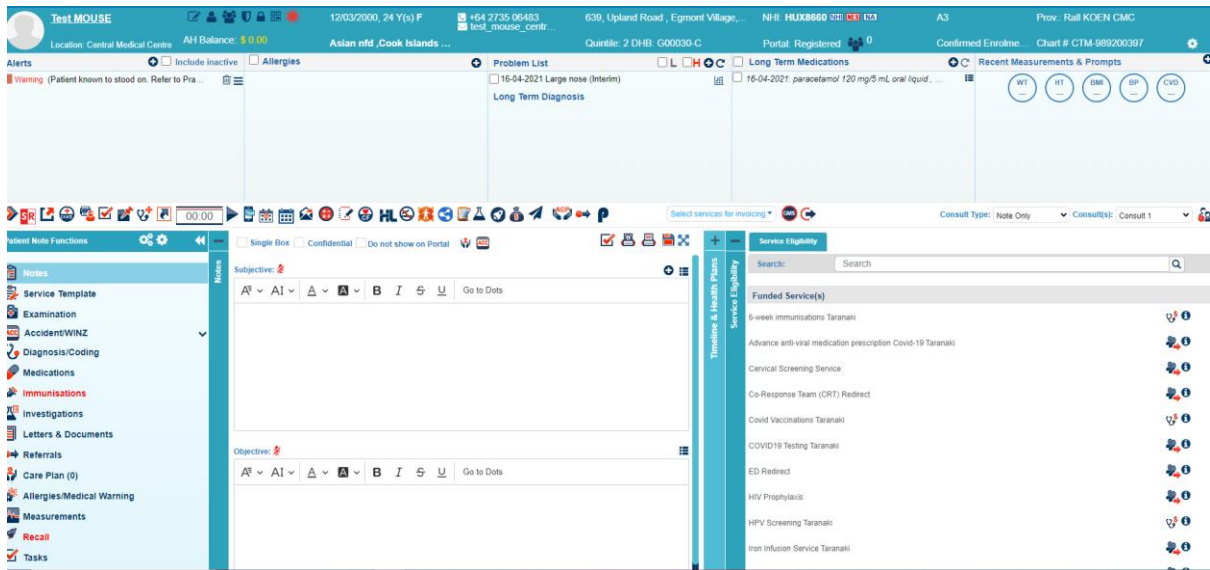 Test MOUSE
12/03/2000, 24 Y(s) F
+64 2735 06483
test_mouse_centr...
639, Upland Road , Egmont Village,...
NHI: HUX8660 NHI NES NA
A3
Prov.: Rall KOEN CMC
Location: Central Medical Centre
AH Balance: $ 0.00
Asian nfd ,Cook Islands ...
Quintile: 2 DHB: G00030-C
Portal: Registered 0
Confirmed Enrolme...
Chart # CTM-989200397
Alerts
Include inactive
Allergies
Problem List
L H
Long Term Medications
Recent Measurements & Prompts
Warning (Patient known to stood on. Refer to Pra...
16-04-2021 Large nose (Interim)
Long Term Diagnosis
16-04-2021: paracetamol 120 mg/5 mL oral liquid , ...
WT HT BMI BP CVD
-- -- -- -- --
SR
00:00
HL
Select services for invoicing
GMS
Consult Type: Note Only
Consult(s): Consult 1
Patient Note Functions
Notes
Service Template
Examination
ACC Accident/WINZ
Diagnosis/Coding
Medications
Immunisations
Investigations
Letters & Documents
Referrals
Care Plan (0)
Allergies/Medical Warning
Measurements
Recall
Tasks
Notes
Single Box
Confidential
Do not show on Portal
ACC
Subjective:
B I S U Go to Dots
Objective:
B I S U Go to Dots
Timeline & Health Plans
Service Eligibility
Service Eligibility
Search: Search
Funded Service(s)
6-week immunisations Taranaki
Advance anti-viral medication prescription Covid-19 Taranaki
Cervical Screening Service
Co-Response Team (CRT) Redirect
Covid Vaccinations Taranaki
COVID19 Testing Taranaki
ED Redirect
HIV Prophylaxis
HPV Screening Taranaki
Iron Infusion Service Taranaki